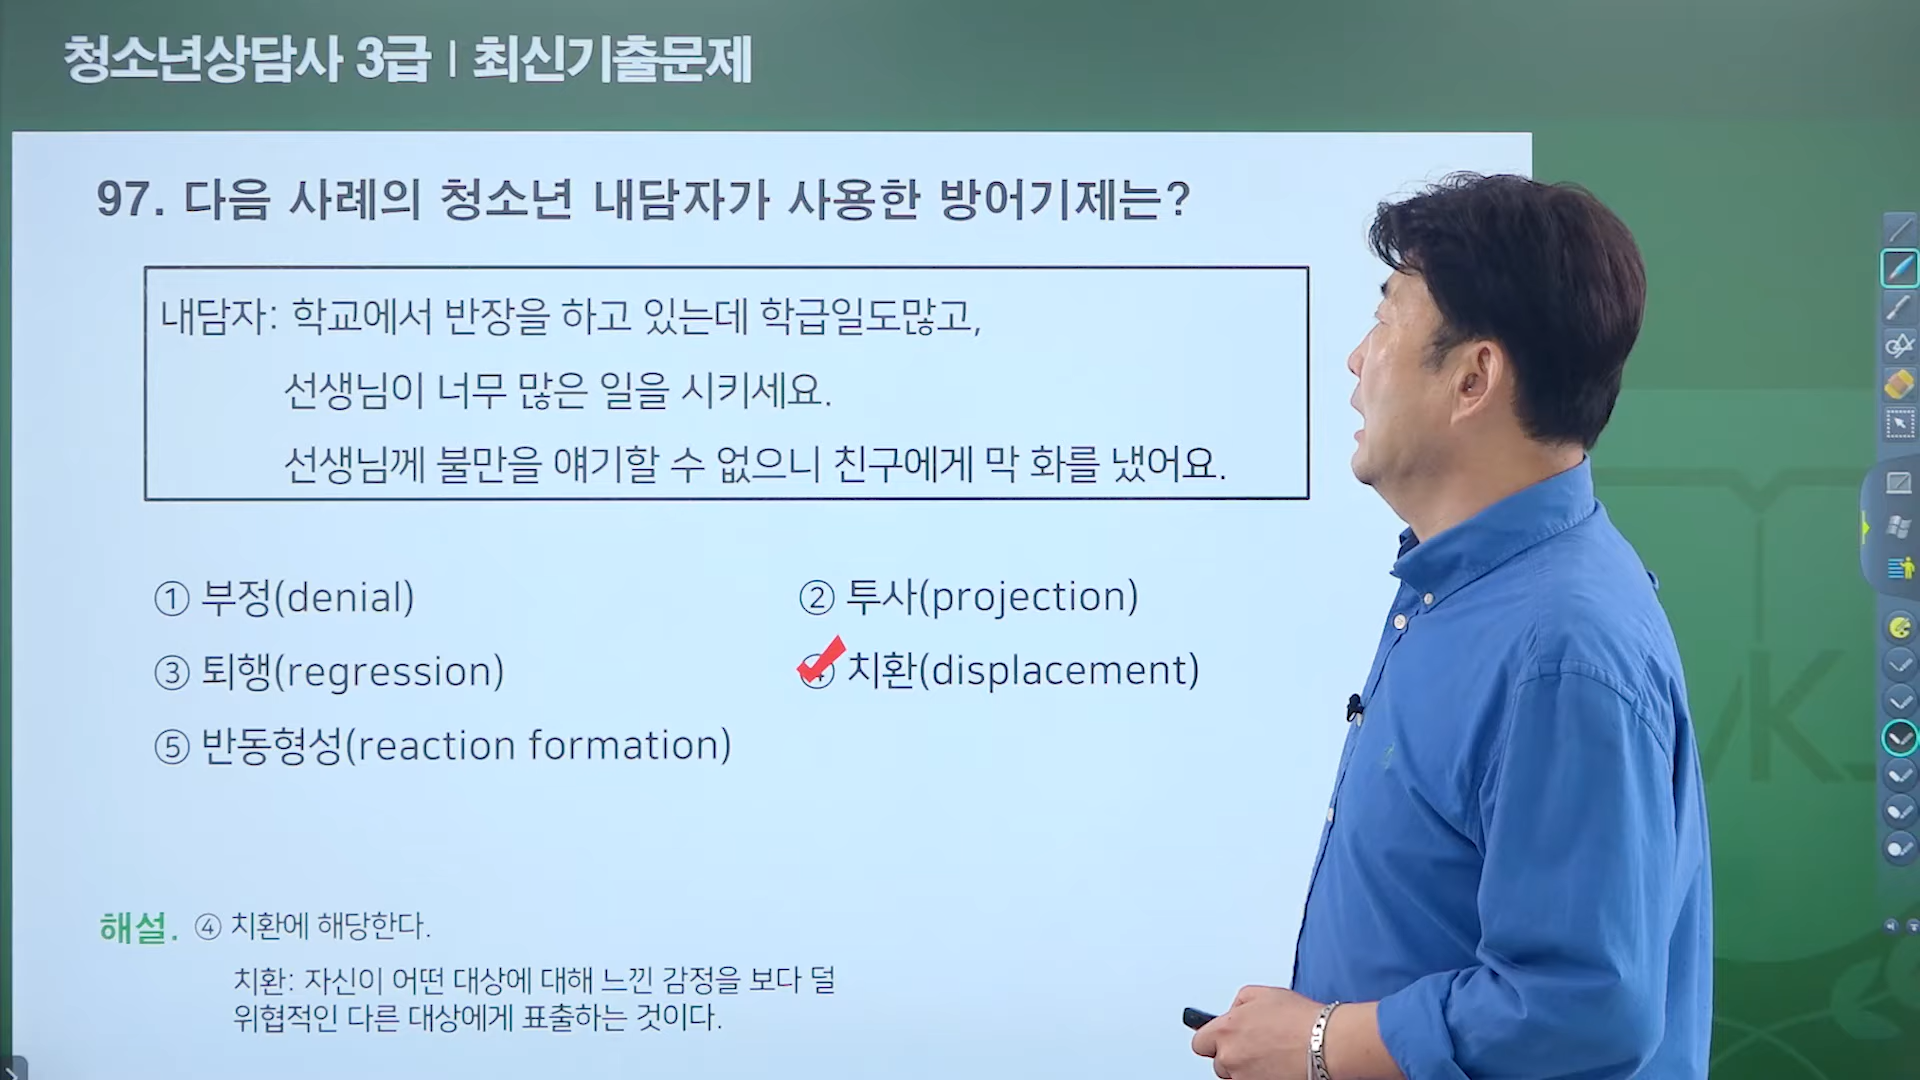 청소년상담사 3급 | 최신기출문제
97. 다음 사례의 청소년 내담자가 사용한 방어기제는?
내담자: 학교에서 반장을 하고 있는데 학급일도많고,
선생님이 너무 많은 일을 시키세요.
선생님께 불만을 얘기할 수 없으니 친구에게 막 화를 냈어요.
① 부정(denial)
② 투사(projection)
③ 퇴행(regression)
④ 치환(displacement)
⑤ 반동형성(reaction formation)
해설. ④ 치환에 해당한다.
치환: 자신이 어떤 대상에 대해 느낀 감정을 보다 덜
위협적인 다른 대상에게 표출하는 것이다.